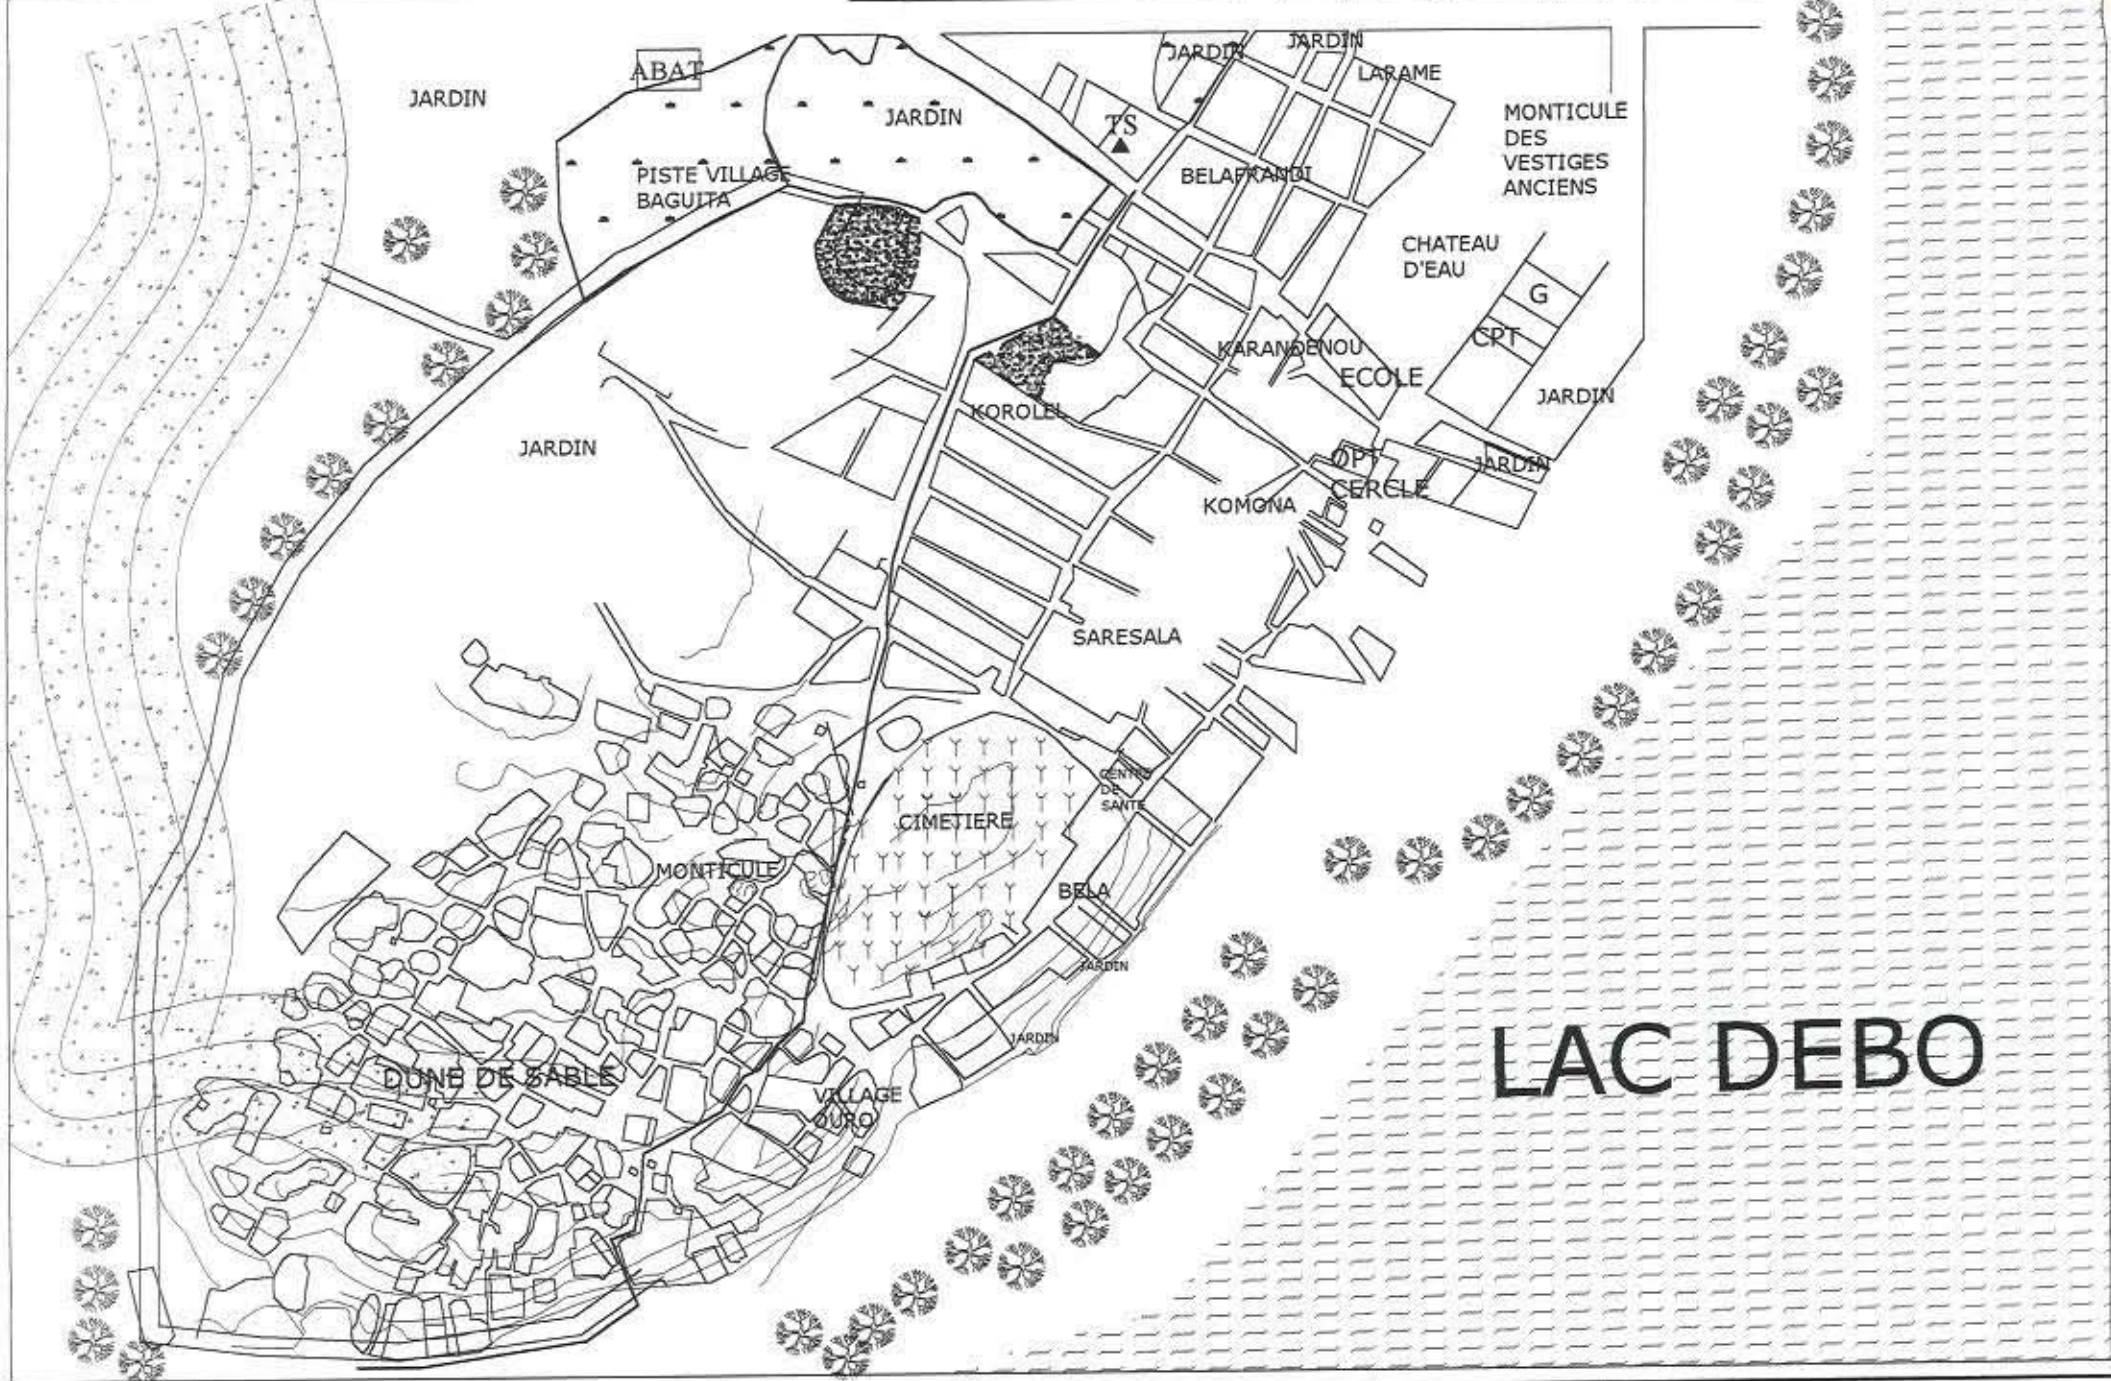 JARDIN
JARDIN
LARAME
ABAT
JARDIN
JARDIN
TS
MONTICULE
DES
VESTIGES
ANCIENS
PISTE VILLAGE
BAGUITA
BELAFRANDI
CHATEAU
D'EAU
G
CPT
KARANDENOU
ECOLE
JARDIN
KOROLEL
JARDIN
OPT
CERCLE
JARDIN
KOMONA
SARESALA
CENTRE
DE
SANTE
CIMETIERE
MONTICULE
BELA
JARDIN
JARDIN
LAC DEBO
DUNE DE SABLE
VILLAGE
OURO